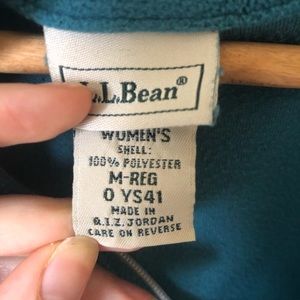 L.L.Bean®
WOMEN'S
SHELL:
100% POLYESTER
M-REG
0 YS41
MADE IN
Q.I.Z. JORDAN
CARE ON REVERSE